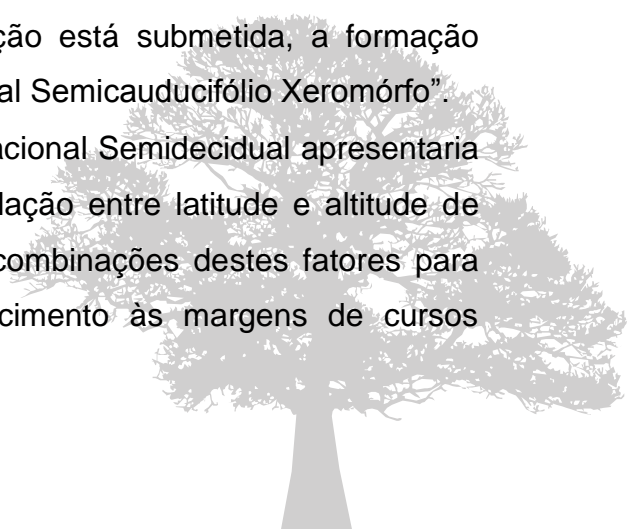 ção está submetida, a formação
al Semicauducifólio Xeromórfo”.
acional Semidecidual apresentaria
lação entre latitude e altitude de
combinações destes fatores para
cimento às margens de cursos